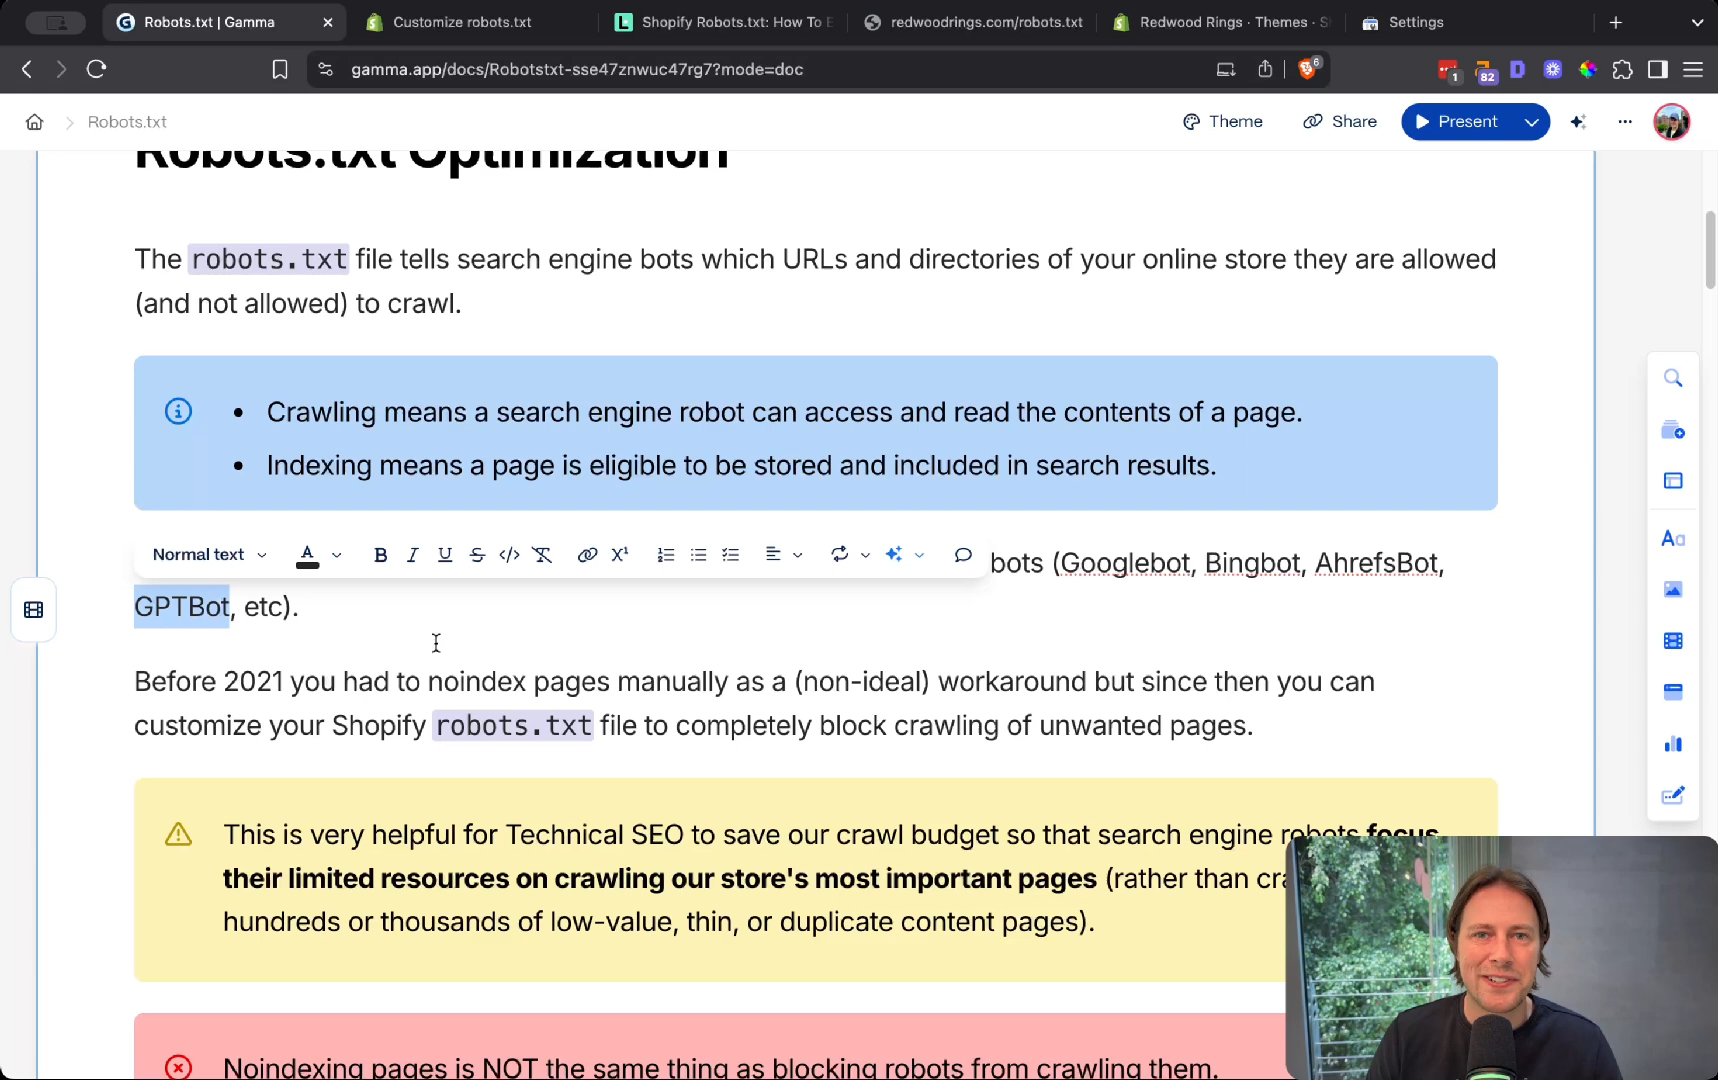 Robots.txt | Gamma
Customize robots.txt
Shopify Robots.txt: How To E
redwoodrings.com/robots.txt
Redwood Rings · Themes · S
Settings
gamma.app/docs/Robotstxt-sse47znwuc47rg7?mode=doc
6
1
82
Robots.txt
Theme
Share
Present
Robots.txt Optimization
The robots.txt file tells search engine bots which URLs and directories of your online store they are allowed
(and not allowed) to crawl.
Crawling means a search engine robot can access and read the contents of a page.
Indexing means a page is eligible to be stored and included in search results.
Normal text
A
B I U S </> X¹
bots (Googlebot, Bingbot, AhrefsBot,
GPTBot, etc).
Aa
Before 2021 you had to noindex pages manually as a (non-ideal) workaround but since then you can
customize your Shopify robots.txt file to completely block crawling of unwanted pages.
This is very helpful for Technical SEO to save our crawl budget so that search engine robots focus
their limited resources on crawling our store's most important pages (rather than
hundreds or thousands of low-value, thin, or duplicate content pages).
Noindexing pages is NOT the same thing as blocking robots from crawling them.